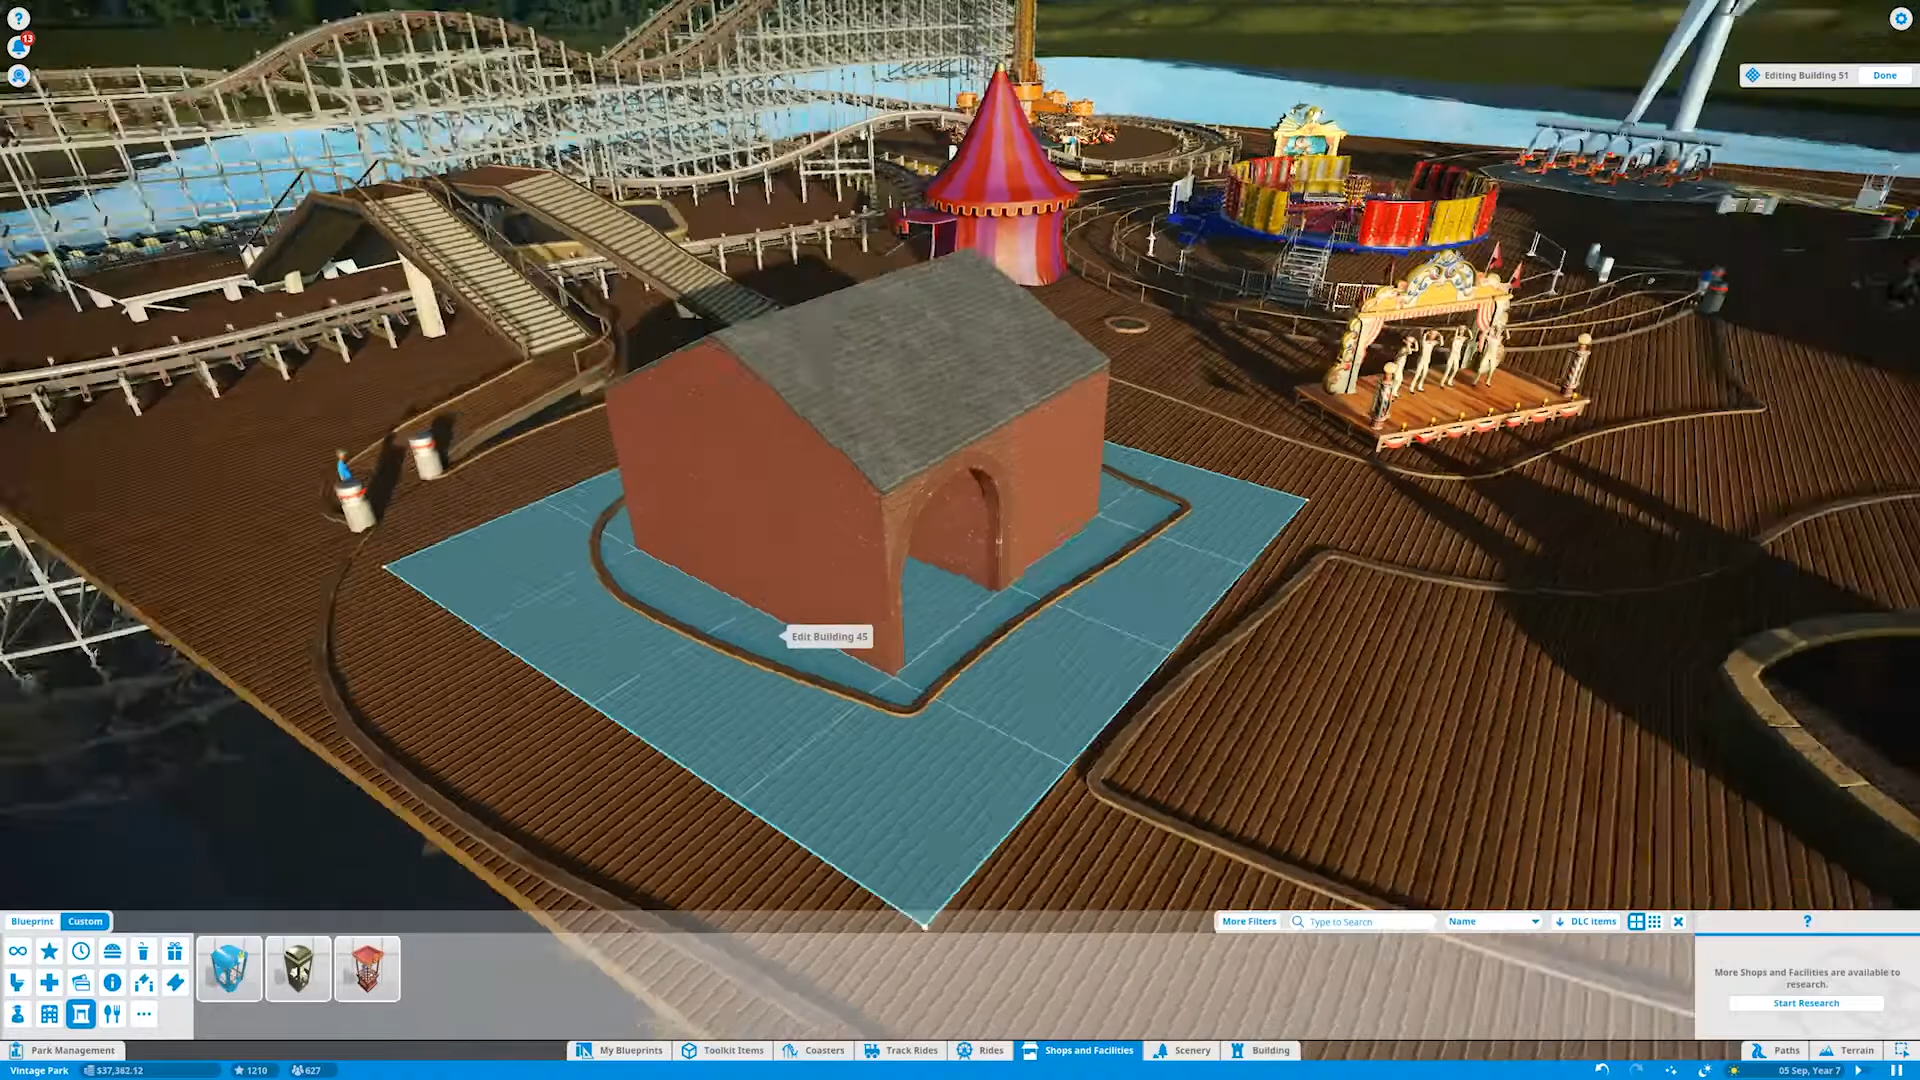 ?
13
Editing Building 51
Done
Edit Building 45
Blueprint
Custom
More Filters
Type to Search
Name
DLC items
?
More Shops and Facilities are available to
research.
Start Research
Park Management
My Blueprints
Toolkit Items
Coasters
Track Rides
Rides
Shops and Facilities
Scenery
Building
Paths
Terrain
Vintage Park
$37,382.12
1210
627
05 Sep, Year 7